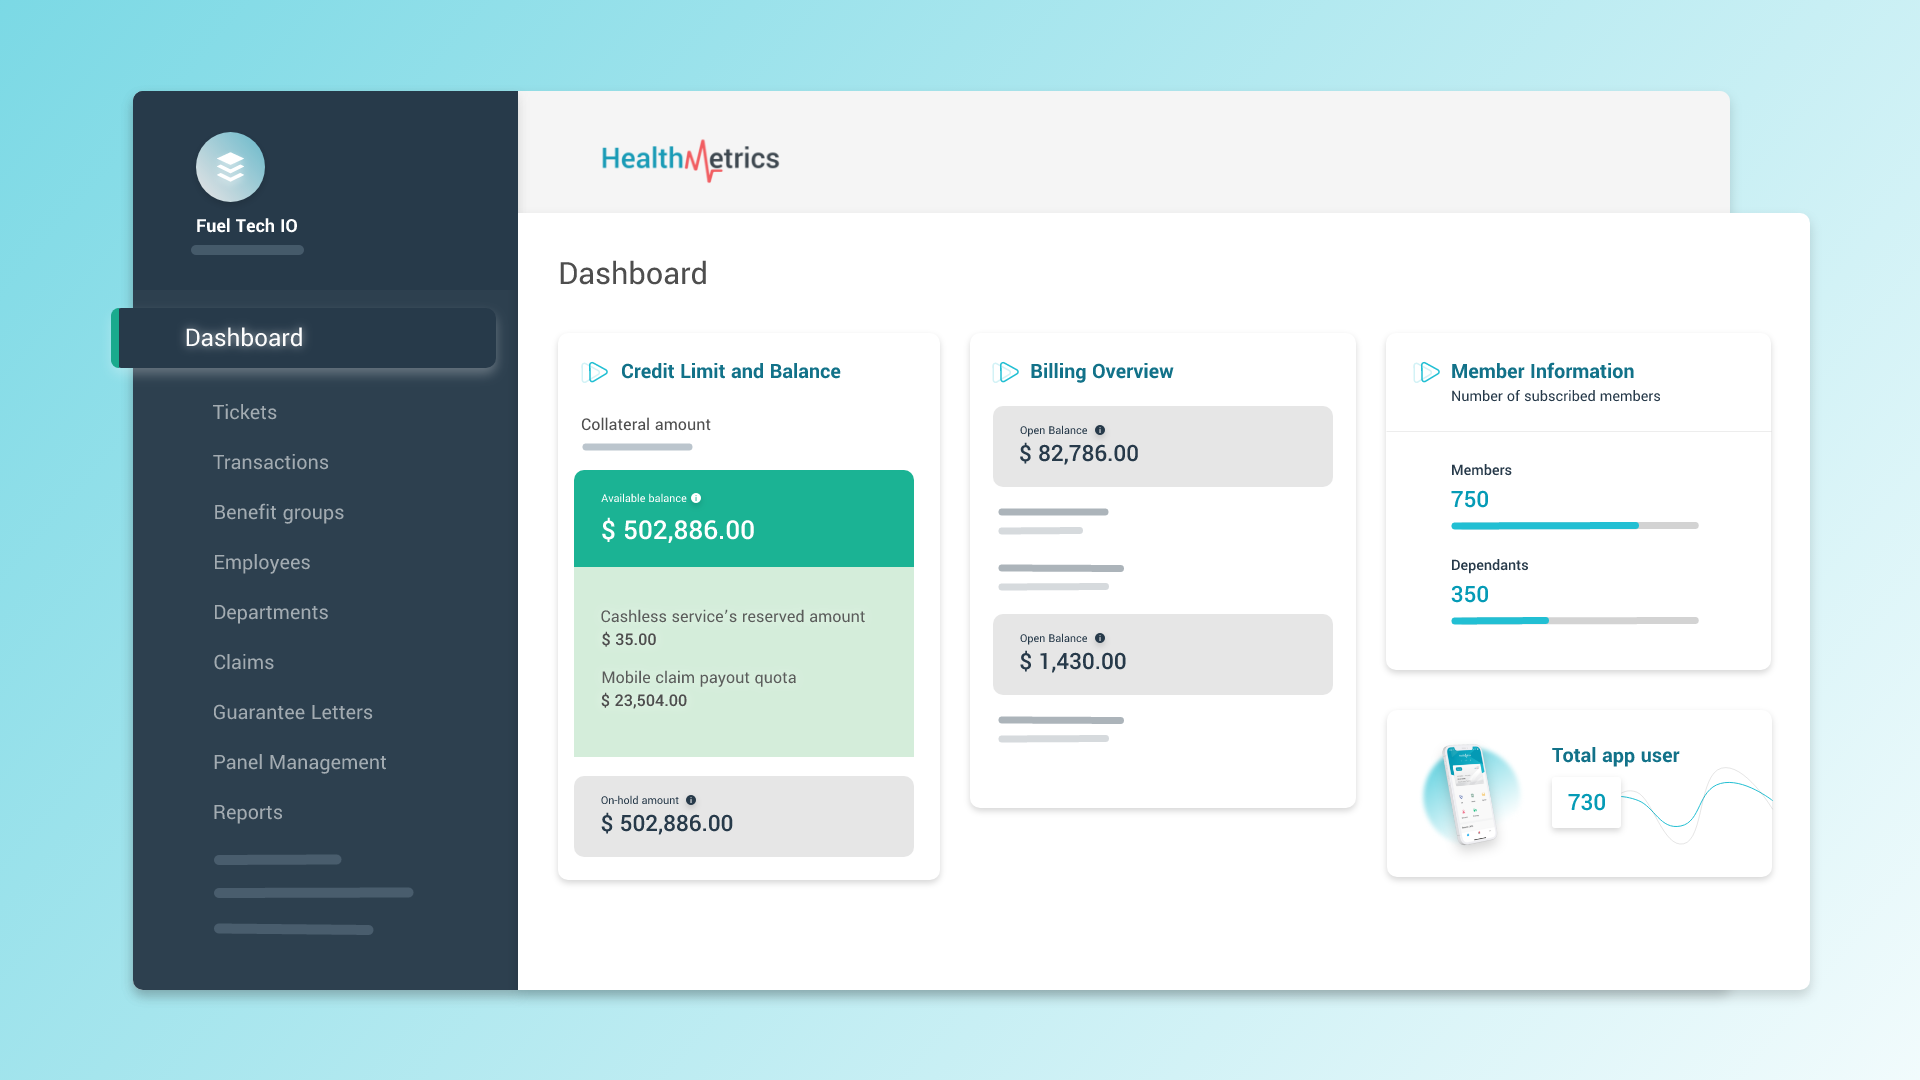 Fuel Tech IO
Dashboard
Tickets
Transactions
Benefit groups
Employees
Departments
Claims
Guarantee Letters
Panel Management
Reports
HealthMetrics
Dashboard
Credit Limit and Balance
Collateral amount
Available balance
$ 502,886.00
Cashless service’s reserved amount
$ 35.00
Mobile claim payout quota
$ 23,504.00
On-hold amount
$ 502,886.00
Billing Overview
Open Balance
$ 82,786.00
Open Balance
$ 1,430.00
Member Information
Number of subscribed members
Members
750
Dependants
350
Total app user
730